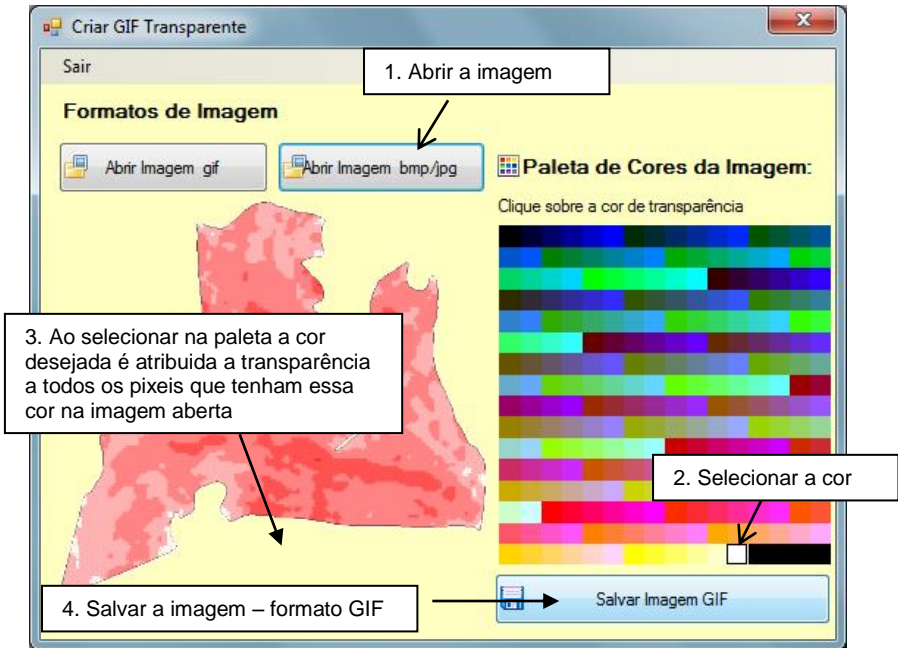 Criar GIF Transparente
Sair
1. Abrir a imagem
Formatos de Imagem
Abrir Imagem gif
Abrir Imagem bmp/jpg
Paleta de Cores da Imagem:
Clique sobre a cor de transparência
3. Ao selecionar na paleta a cor
desejada é atribuida a transparência
a todos os pixeis que tenham essa
cor na imagem aberta
2. Selecionar a cor
4. Salvar a imagem – formato GIF
Salvar Imagem GIF